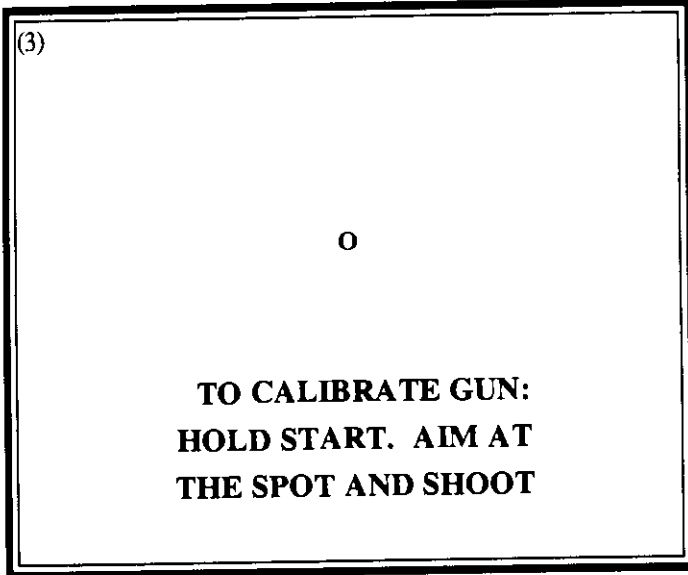 (3)
O
TO CALIBRATE GUN:
HOLD START. AIM AT
THE SPOT AND SHOOT